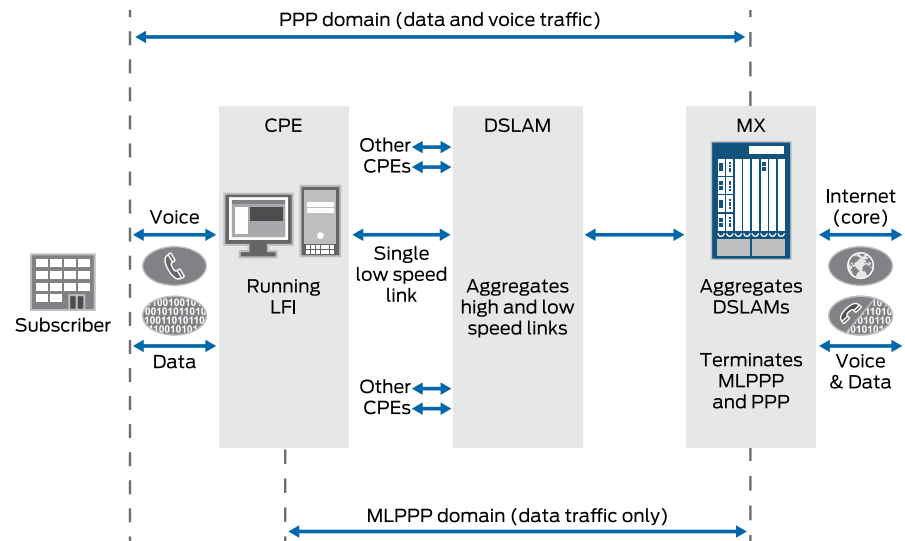 PPP domain (data and voice traffic)
CPE
DSLAM
MX
Other
CPEs
Voice
Single
low speed
link
Internet
(core)
Subscriber
Running
LFI
Aggregates
high and low
speed links
Aggregates
DSLAMs
Data
Terminates
MLPPP
and PPP
Voice
& Data
Other
CPEs
MLPPP domain (data traffic only)